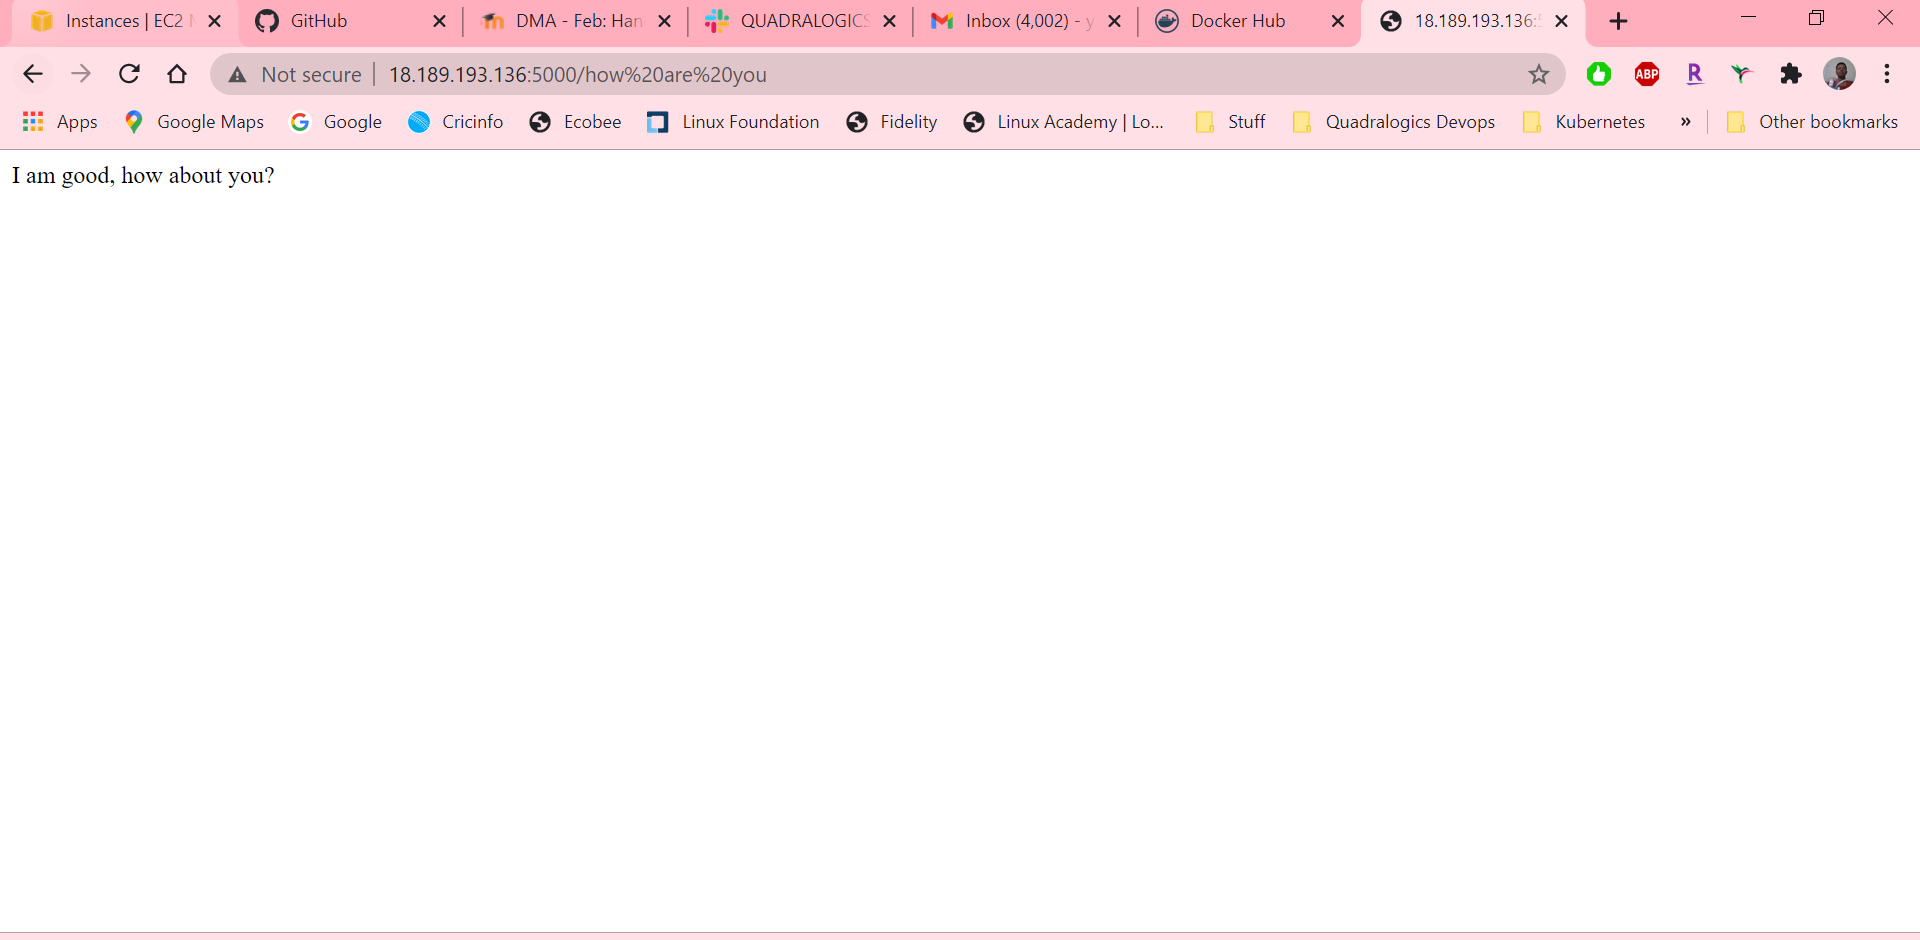 Instances | EC2 GitHub DMA - Feb: Han QUADRALOGICS Inbox (4,002) - y Docker Hub 18.189.193.136:
Not secure 18.189.193.136:5000/how%20are%20you ABP R
Apps Google Maps Google Cricinfo Ecobee Linux Foundation Fidelity Linux Academy | Lo... Stuff Quadralogics Devops Kubernetes » Other bookmarks
I am good, how about you?